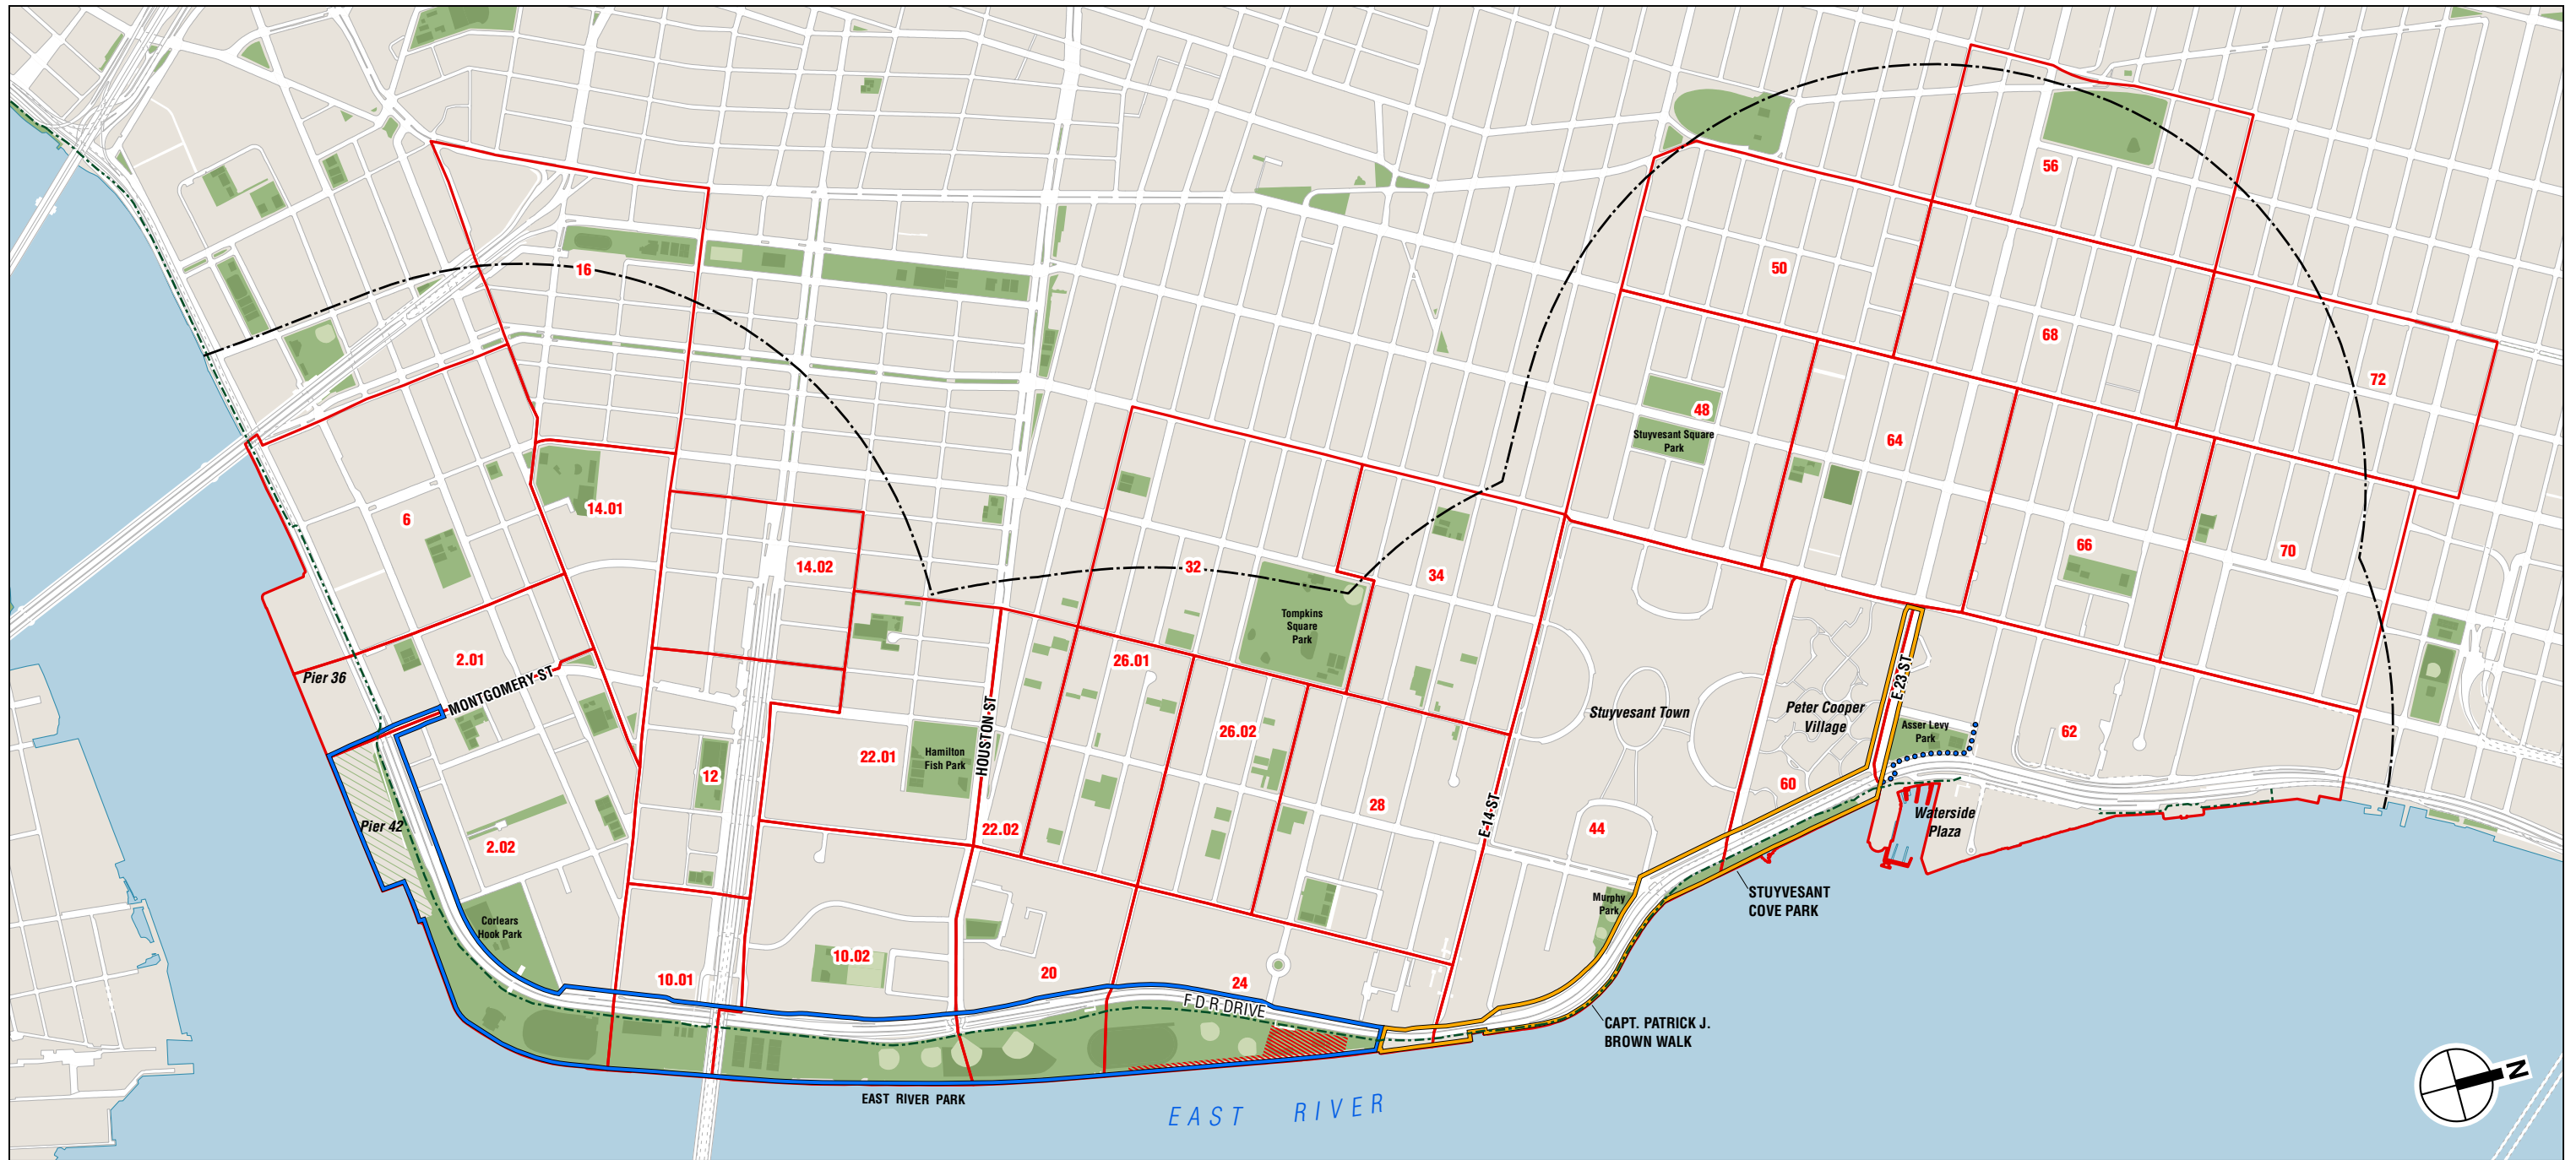 56
16
50
68
72
48
Stuyvesant Square
Park
64
6
14.01
14.02
32
34
66
70
Tompkins
Square
Park
26.01
2.01
Pier 36
MONTGOMERY ST
HOUSTON ST
26.02
Stuyvesant Town
Peter Cooper
Village
E 23 ST
Asser Levy
Park
62
22.01
Hamilton
Fish Park
12
60
28
E 14 ST
44
22.02
Waterside
Plaza
Pier 42
2.02
Murphy
Park
STUYVESANT
COVE PARK
Corlears
Hook Park
10.02
10.01
20
24
F D R DRIVE
CAPT. PATRICK J.
BROWN WALK
EAST RIVER PARK
EAST RIVER
N